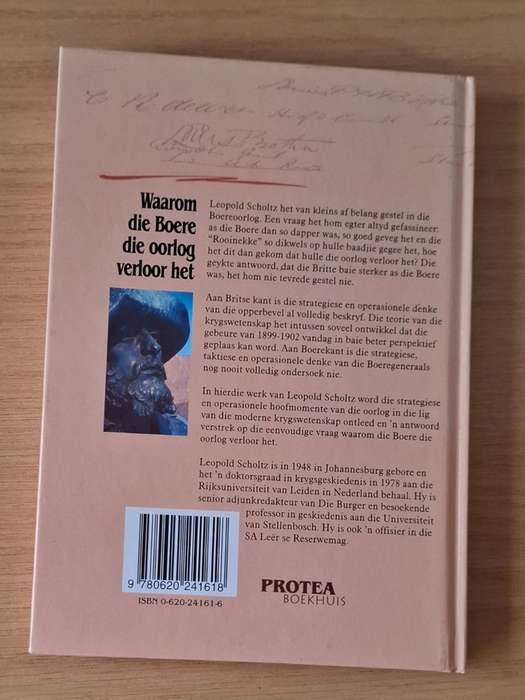 Waarom
die Boere
die oorlog
verloor het
Leopold Scholtz het van kleins af belang gestel in die
Boereoorlog. Een vraag het hom egter altyd gefassineer:
as die Boere dan so dapper was, so goed geveg het en die
"Rooinekke" so dikwels op hulle baadjie gegee het, hoe
het dit dan gekom dat hulle die oorlog verloor het? Die
geykte antwoord, dat die Britte baie sterker as die Boere
was, het hom nie tevrede gestel nie.
Aan Britse kant is die strategiese en operasionele denke
van die opperbevel al volledig beskryf. Die teorie van die
krygswetenskap het intussen soveel ontwikkel dat die
gebeure van 1899-1902 vandag in baie beter perspektief
geplaas kan word. Aan Boerekant is die strategiese,
taktiese en operasionele denke van die Boeregeneraals
nog nooit volledig ondersoek nie.
In hierdie werk van Leopold Scholtz word die strategiese
en operasionele hoofmomente van die oorlog in die lig
van die moderne krygswetenskap ontleed en 'n antwoord
verstrek op die eenvoudige vraag waarom die Boere die
oorlog verloor het.
Leopold Scholtz is in 1948 in Johannesburg gebore en
het 'n doktorsgraad in krygsgeskiedenis in 1978 aan die
Rijksuniversiteit van Leiden in Nederland behaal. Hy is
senior adjunkredakteur van Die Burger en besoekende
professor in geskiedenis aan die Universiteit
van Stellenbosch. Hy is ook 'n offisier in die
SA Leër se Reserwemag.
9 780620 241618
ISBN 0-620-24161-6
PROTEA
BOEKHUIS